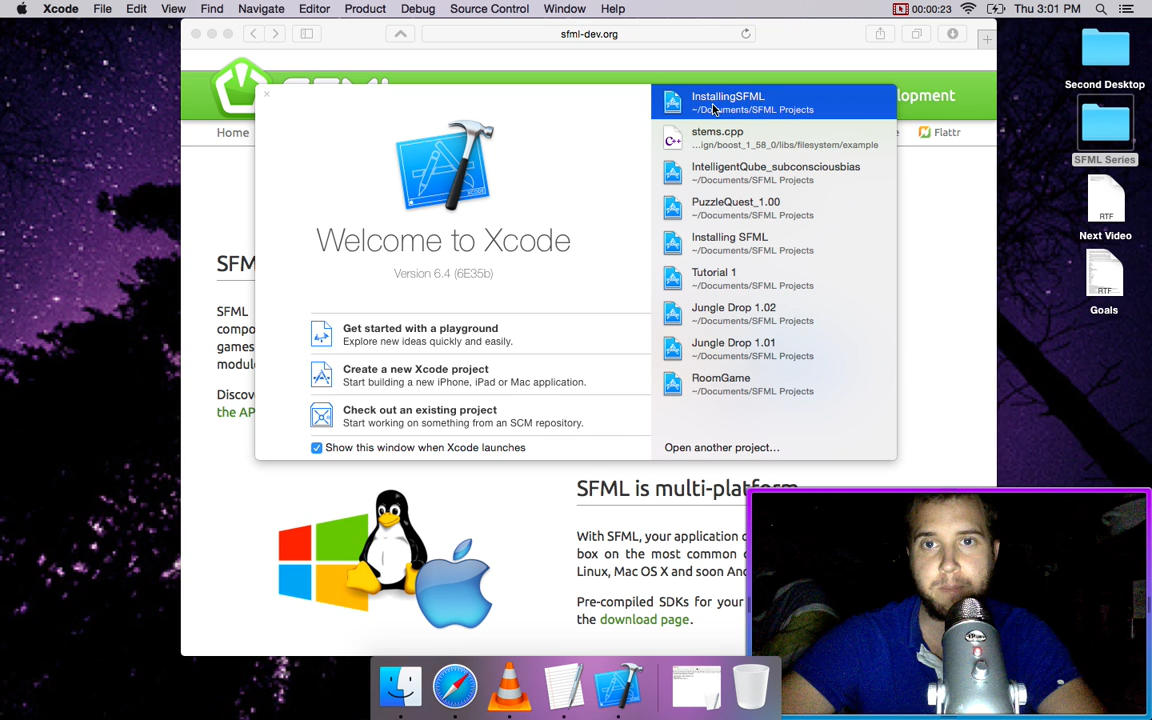 Xcode File Edit View Find Navigate Editor Product Debug Source Control Window Help 00:00:23 Thu 3:01 PM
sfml-dev.org
SFML
lopment
Home
Flattr
Welcome to Xcode
Version 6.4 (6E35b)
Get started with a playground
Explore new ideas quickly and easily.
Create a new Xcode project
Start building a new iPhone, iPad or Mac application.
Check out an existing project
Start working on something from an SCM repository.
Show this window when Xcode launches
InstallingSFML
~/Documents/SFML Projects
stems.cpp
...ign/boost_1_58_0/libs/filesystem/example
IntelligentQube_subconsciousbias
~/Documents/SFML Projects
PuzzleQuest_1.00
~/Documents/SFML Projects
Installing SFML
~/Documents/SFML Projects
Tutorial 1
~/Documents/SFML Projects
Jungle Drop 1.02
~/Documents/SFML Projects
Jungle Drop 1.01
~/Documents/SFML Projects
RoomGame
~/Documents/SFML Projects
Open another project...
SFM
SFML
compo
games
modul
Discov
the AP
SFML is multi-platform
With SFML, your application c
box on the most common
Linux, Mac OS X and soon And
Pre-compiled SDKs for your
the download page.
Second Desktop
SFML Series
RTF
Next Video
RTF
Goals